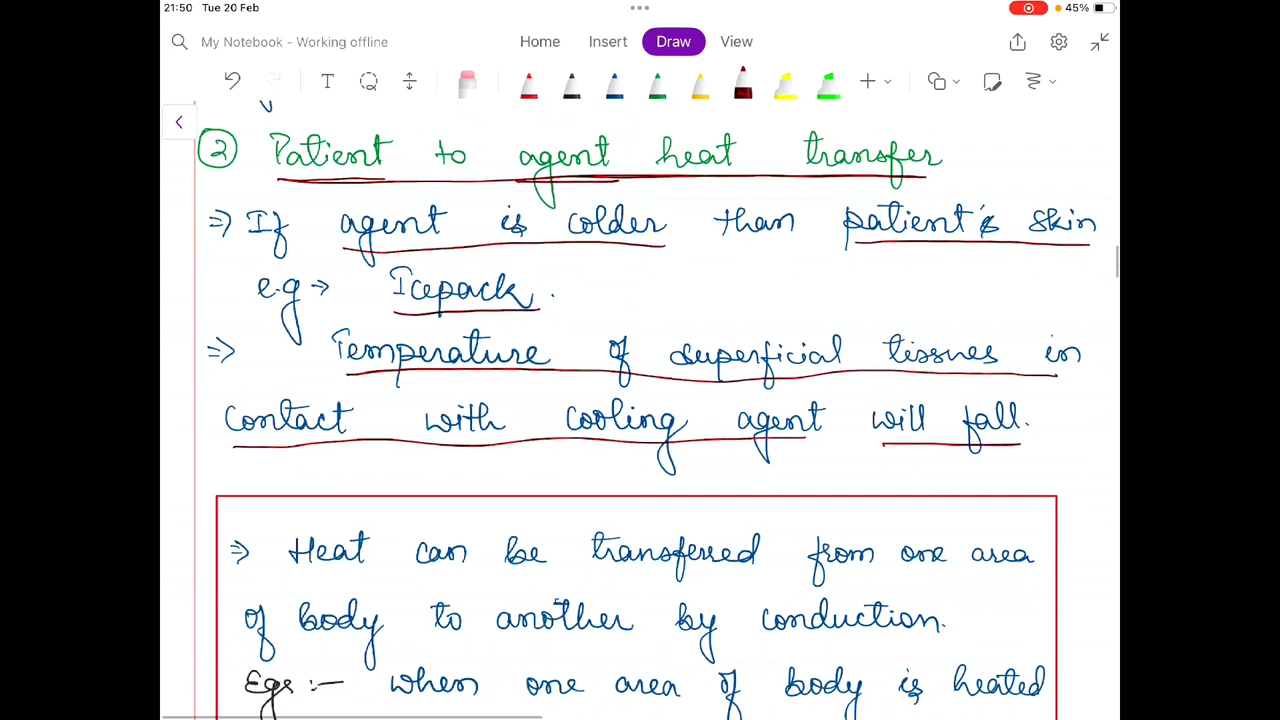 21:50 Tue 20 Feb
45%
My Notebook - Working offline
Home Insert Draw View
② Patient to agent heat transfer
⇒ If agent is colder than patient's skin
e.g → Icepack.
⇒ Temperature of superficial tissues in
contact with cooling agent will fall.
⇒ Heat can be transferred from one area
of body to another by conduction.
Egs :- when one area of body is heated